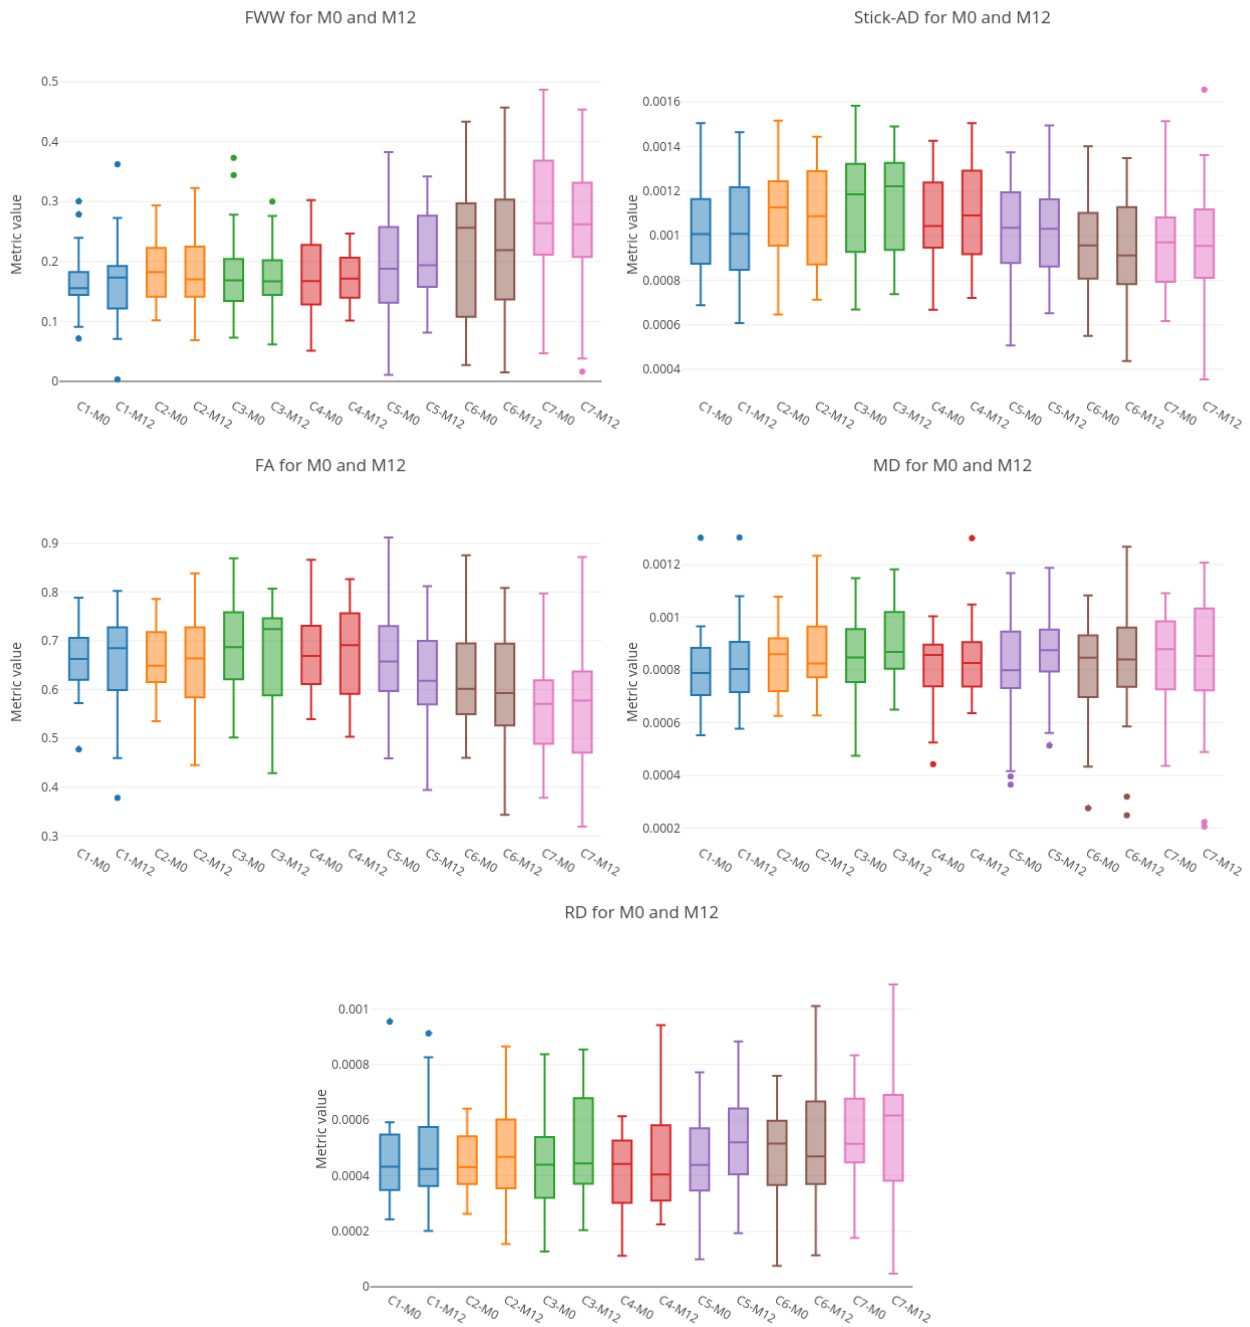 FWW for M0 and M12
Metric value
0.5
0.4
0.3
0.2
0.1
0
C1-M0
C1-M12
C2-M0
C2-M12
C3-M0
C3-M12
C4-M0
C4-M12
C5-M0
C5-M12
C6-M0
C6-M12
C7-M0
C7-M12
Stick-AD for M0 and M12
Metric value
0.0016
0.0014
0.0012
0.001
0.0008
0.0006
0.0004
C1-M0
C1-M12
C2-M0
C2-M12
C3-M0
C3-M12
C4-M0
C4-M12
C5-M0
C5-M12
C6-M0
C6-M12
C7-M0
C7-M12
FA for M0 and M12
Metric value
0.9
0.8
0.7
0.6
0.5
0.4
0.3
C1-M0
C1-M12
C2-M0
C2-M12
C3-M0
C3-M12
C4-M0
C4-M12
C5-M0
C5-M12
C6-M0
C6-M12
C7-M0
C7-M12
MD for M0 and M12
Metric value
0.0012
0.001
0.0008
0.0006
0.0004
0.0002
C1-M0
C1-M12
C2-M0
C2-M12
C3-M0
C3-M12
C4-M0
C4-M12
C5-M0
C5-M12
C6-M0
C6-M12
C7-M0
C7-M12
RD for M0 and M12
Metric value
0.001
0.0008
0.0006
0.0004
0.0002
0
C1-M0
C1-M12
C2-M0
C2-M12
C3-M0
C3-M12
C4-M0
C4-M12
C5-M0
C5-M12
C6-M0
C6-M12
C7-M0
C7-M12